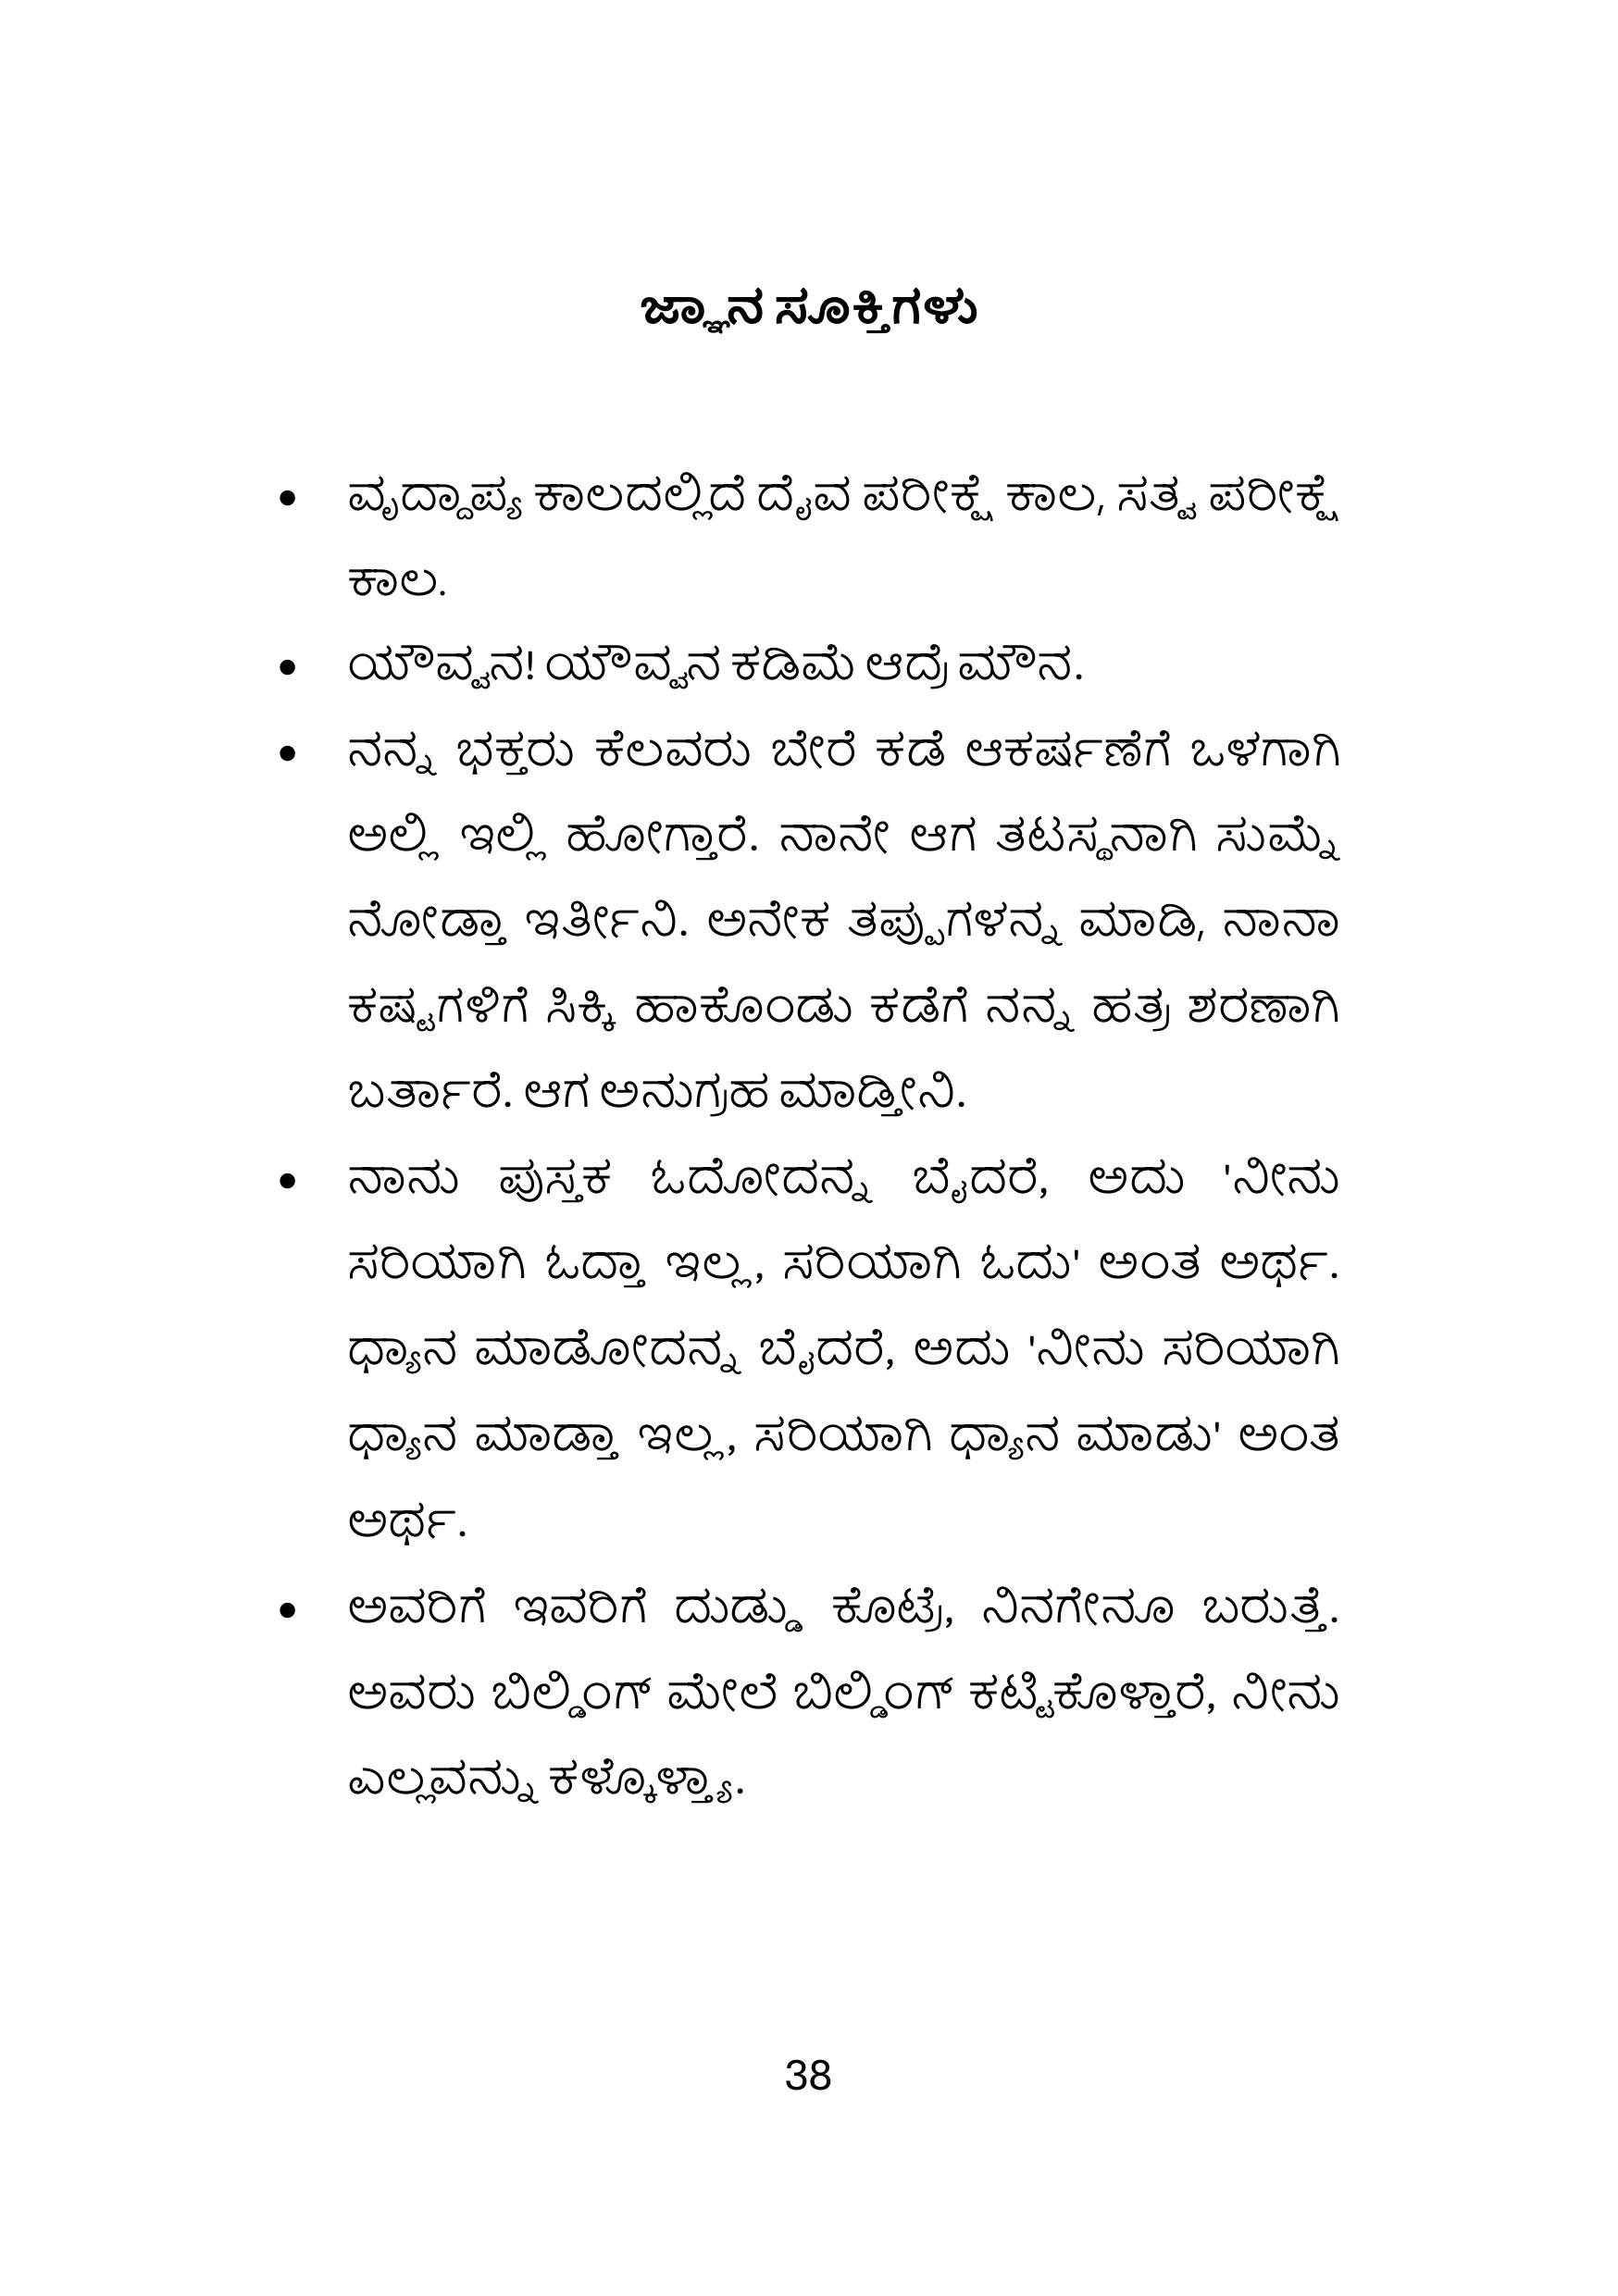 ಜ್ಞಾನ ಸೂಕ್ತಿಗಳು
• ವೃದ್ದಾಪ್ಯ ಕಾಲದಲ್ಲಿದೆ ದೈವ ಪರೀಕ್ಷೆ ಕಾಲ, ಸತ್ವ ಪರೀಕ್ಷೆ
ಕಾಲ.
• ಯೌವ್ವನ! ಯೌವ್ವನ ಕಡಿಮೆ ಆದ್ರೆ ಮೌನ.
• ನನ್ನ ಭಕ್ತರು ಕೆಲವರು ಬೇರೆ ಕಡೆ ಆಕರ್ಷಣೆಗೆ ಒಳಗಾಗಿ
ಅಲ್ಲಿ ಇಲ್ಲಿ ಹೋಗ್ತಾರೆ. ನಾನೇ ಆಗ ತಟಸ್ಥನಾಗಿ ಸುಮ್ನೆ
ನೋಡ್ತಾ ಇರ್ತೀನಿ. ಅನೇಕ ತಪ್ಪುಗಳನ್ನ ಮಾಡಿ, ನಾನಾ
ಕಷ್ಟಗಳಿಗೆ ಸಿಕ್ಕಿ ಹಾಕೊಂಡು ಕಡೆಗೆ ನನ್ನ ಹತ್ರ ಶರಣಾಗಿ
ಬರ್ತಾರೆ. ಆಗ ಅನುಗ್ರಹ ಮಾಡ್ತೀನಿ.
• ನಾನು ಪುಸ್ತಕ ಓದೋದನ್ನ ಬೈದರೆ, ಅದು 'ನೀನು
ಸರಿಯಾಗಿ ಓದ್ತಾ ಇಲ್ಲ, ಸರಿಯಾಗಿ ಓದು' ಅಂತ ಅರ್ಥ.
ಧ್ಯಾನ ಮಾಡೋದನ್ನ ಬೈದರೆ, ಅದು 'ನೀನು ಸರಿಯಾಗಿ
ಧ್ಯಾನ ಮಾಡ್ತಾ ಇಲ್ಲ, ಸರಿಯಾಗಿ ಧ್ಯಾನ ಮಾಡು' ಅಂತ
ಅರ್ಥ.
• ಅವರಿಗೆ ಇವರಿಗೆ ದುಡ್ಡು ಕೊಟ್ರೆ, ನಿನಗೇನೂ ಬರುತ್ತೆ.
ಅವರು ಬಿಲ್ಡಿಂಗ್ ಮೇಲೆ ಬಿಲ್ಡಿಂಗ್ ಕಟ್ಟಿಕೊಳ್ತಾರೆ, ನೀನು
ಎಲ್ಲವನ್ನು ಕಳ್ಕೊಳ್ತ್ಯಾ.
38